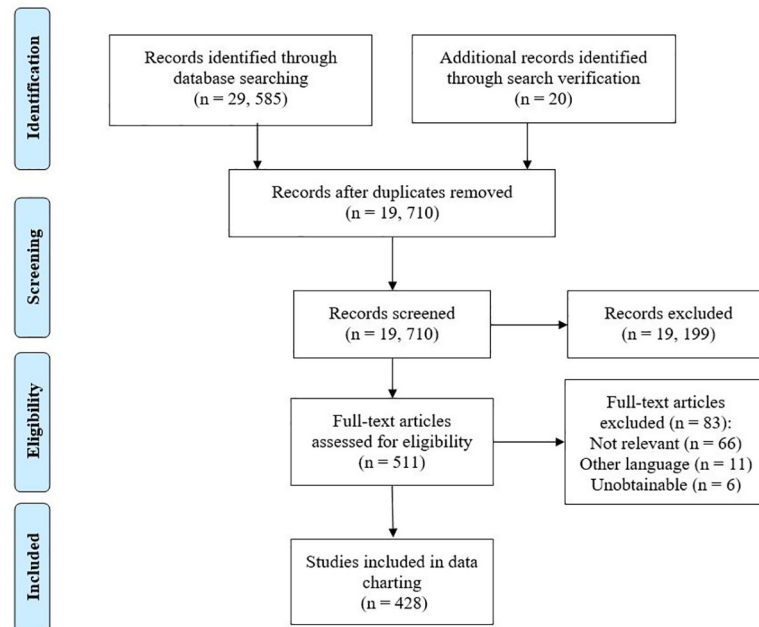 Identification
Records identified through
database searching
(n = 29, 585)
Additional records identified
through search verification
(n = 20)
Records after duplicates removed
(n = 19, 710)
Screening
Records screened
(n = 19, 710)
Records excluded
(n = 19, 199)
Eligibility
Full-text articles
assessed for eligibility
(n = 511)
Full-text articles
excluded (n = 83):
Not relevant (n = 66)
Other language (n = 11)
Unobtainable (n = 6)
Included
Studies included in data
charting
(n = 428)